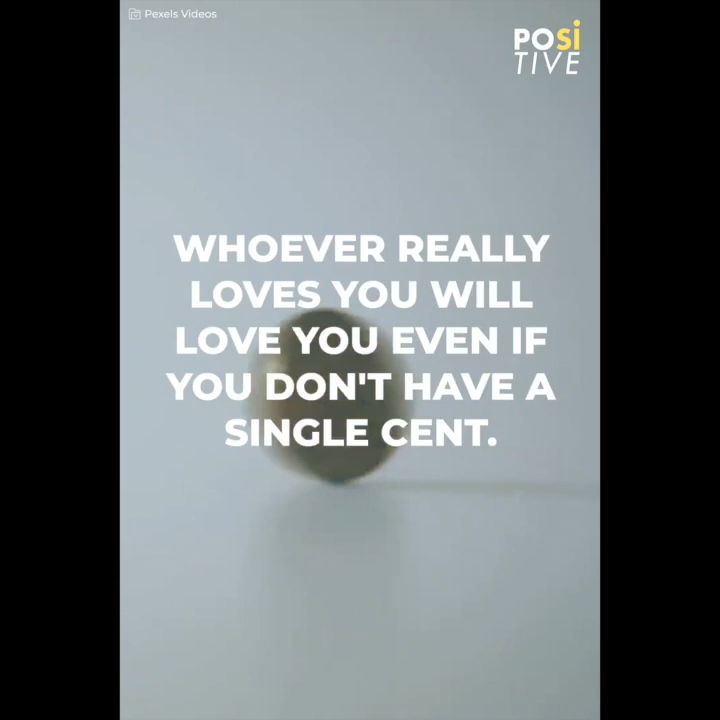 Pexels Videos
POSi
TIVE
WHOEVER REALLY
LOVES YOU WILL
LOVE YOU EVEN IF
YOU DON'T HAVE A
SINGLE CENT.